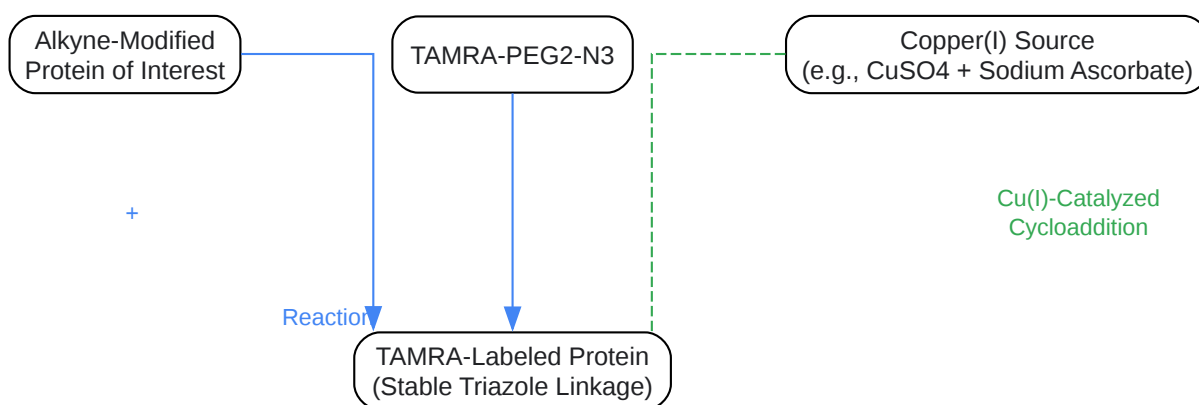 Alkyne-Modified
Protein of Interest
TAMRA-PEG2-N3
Copper(I) Source
(e.g., CuSO4 + Sodium Ascorbate)
+
Cu(I)-Catalyzed
Cycloaddition
Reaction
TAMRA-Labeled Protein
(Stable Triazole Linkage)